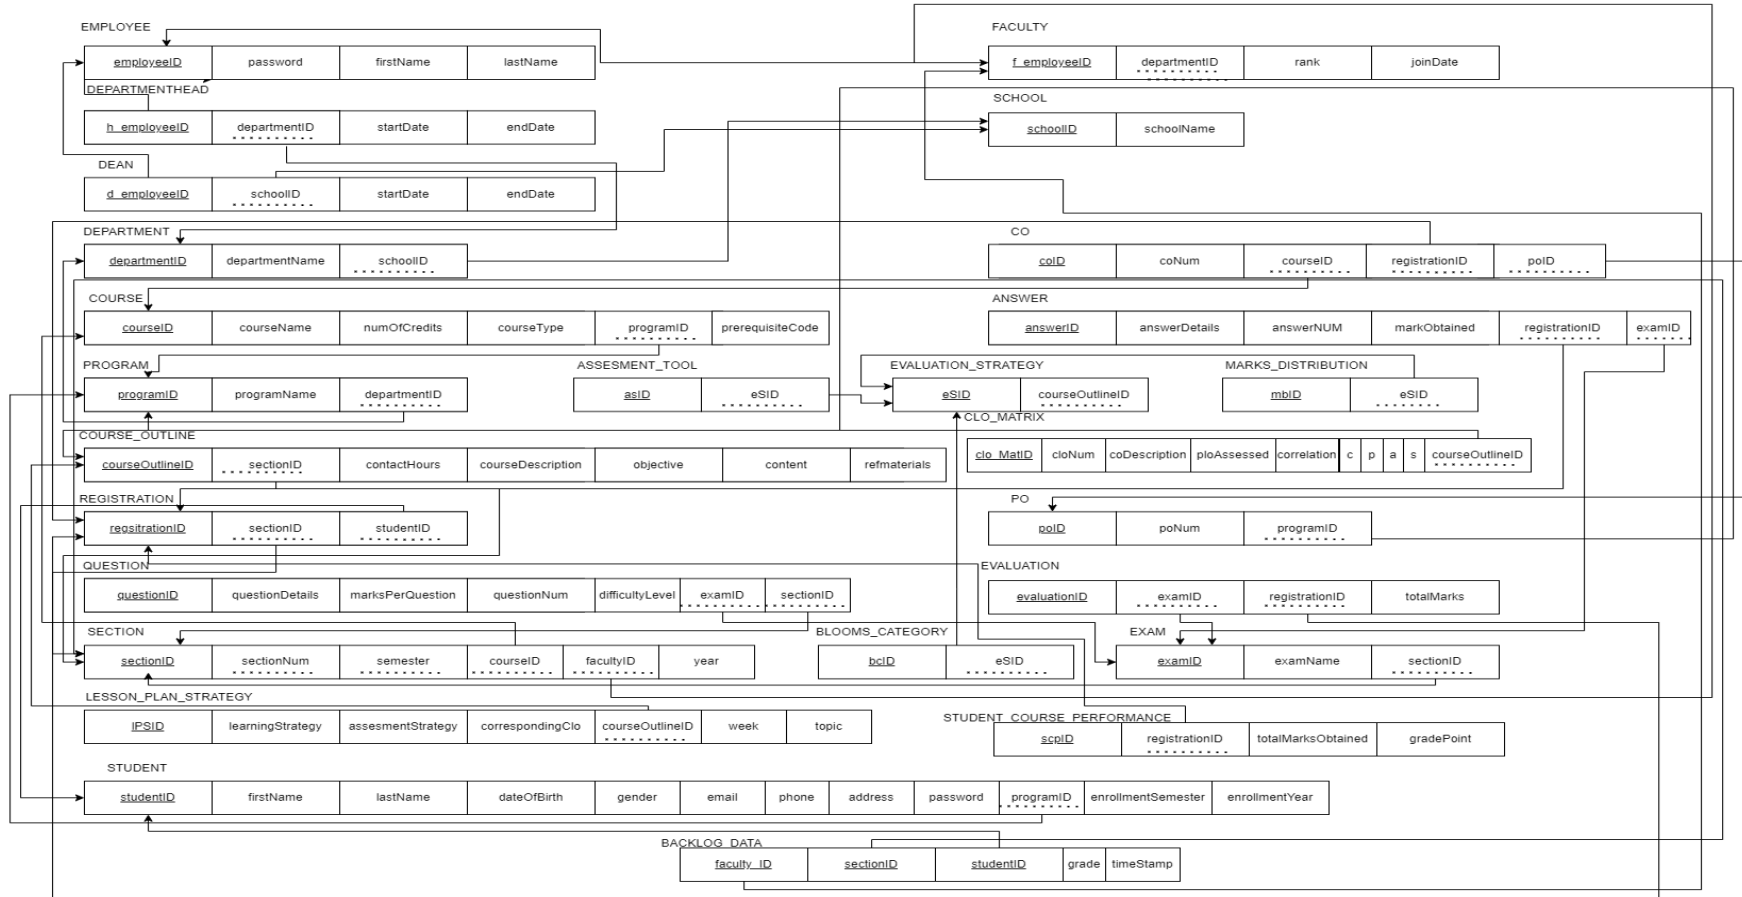 EMPLOYEE
employeeID password firstName lastName
FACULTY
f_employeeID departmentID rank joinDate
DEPARTMENTHEAD
h_employeeID departmentID startDate endDate
SCHOOL
schoolID schoolName
DEAN
d_employeeID schoolID startDate endDate
DEPARTMENT
departmentID departmentName schoolID
CO
coID coNum courseID registrationID poID
COURSE
courseID courseName numOfCredits courseType programID prerequisiteCode
ANSWER
answerID answerDetails answerNUM markObtained registrationID examID
PROGRAM
programID programName departmentID
ASSESMENT_TOOL
asID eSID
EVALUATION_STRATEGY
eSID courseOutlineID
MARKS_DISTRIBUTION
mbID eSID
COURSE_OUTLINE
courseOutlineID sectionID contactHours courseDescription objective content refmaterials
CLO_MATRIX
clo_MatID cloNum coDescription ploAssessed correlation c p a s courseOutlineID
REGISTRATION
regsitrationID sectionID studentID
PO
poID poNum programID
QUESTION
questionID questionDetails marksPerQuestion questionNum difficultyLevel examID sectionID
EVALUATION
evaluationID examID registrationID totalMarks
SECTION
sectionID sectionNum semester courseID facultyID year
BLOOMS_CATEGORY
bcID eSID
EXAM
examID examName sectionID
LESSON_PLAN_STRATEGY
lPSID learningStrategy assesmentStrategy correspondingClo courseOutlineID week topic
STUDENT_COURSE_PERFORMANCE
scpID registrationID totalMarksObtained gradePoint
STUDENT
studentID firstName lastName dateOfBirth gender email phone address password programID enrollmentSemester enrollmentYear
BACKLOG_DATA
faculty_ID sectionID studentID grade timeStamp